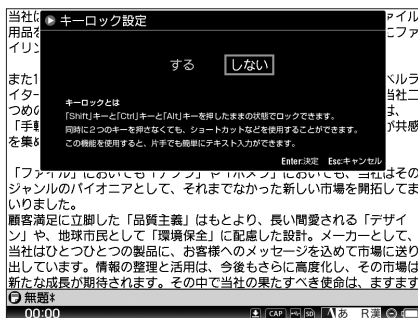 当社に
ァイル
用品を
にファ
イリン
キーロック設定
する
しない
また1
ベルラ
イター
当社二
つめの
は、
「手軽
が共感
を集め
キーロックとは
「Shift」キーと「Ctrl」キーと「Alt」キーを押したままの状態でロックできます。
同時に2つのキーを押さなくても、ショートカットなどを使用することができます。
この機能を使用すると、片手でも簡単にテキスト入力ができます。
Enter:決定 Esc:キャンセル
「ファイル」においても「テプラ」や「ポメラ」においても、当社はその
ジャンルのパイオニアとして、それまでなかった新しい市場を開拓してま
いりました。
顧客満足に立脚した「品質主義」はもとより、長い間愛される「デザイ
ン」や、地球市民として「環境保全」に配慮した設計。メーカーとして、
当社はひとつひとつの製品に、お客様へのメッセージを込めて市場に送り
出しています。情報の整理と活用は、今後もさらに高度化し、その市場は
新たな成長が期待されます。その中で当社の果たすべき使命は、ますます
無題*
00:00
CAP
SD
あ R漢